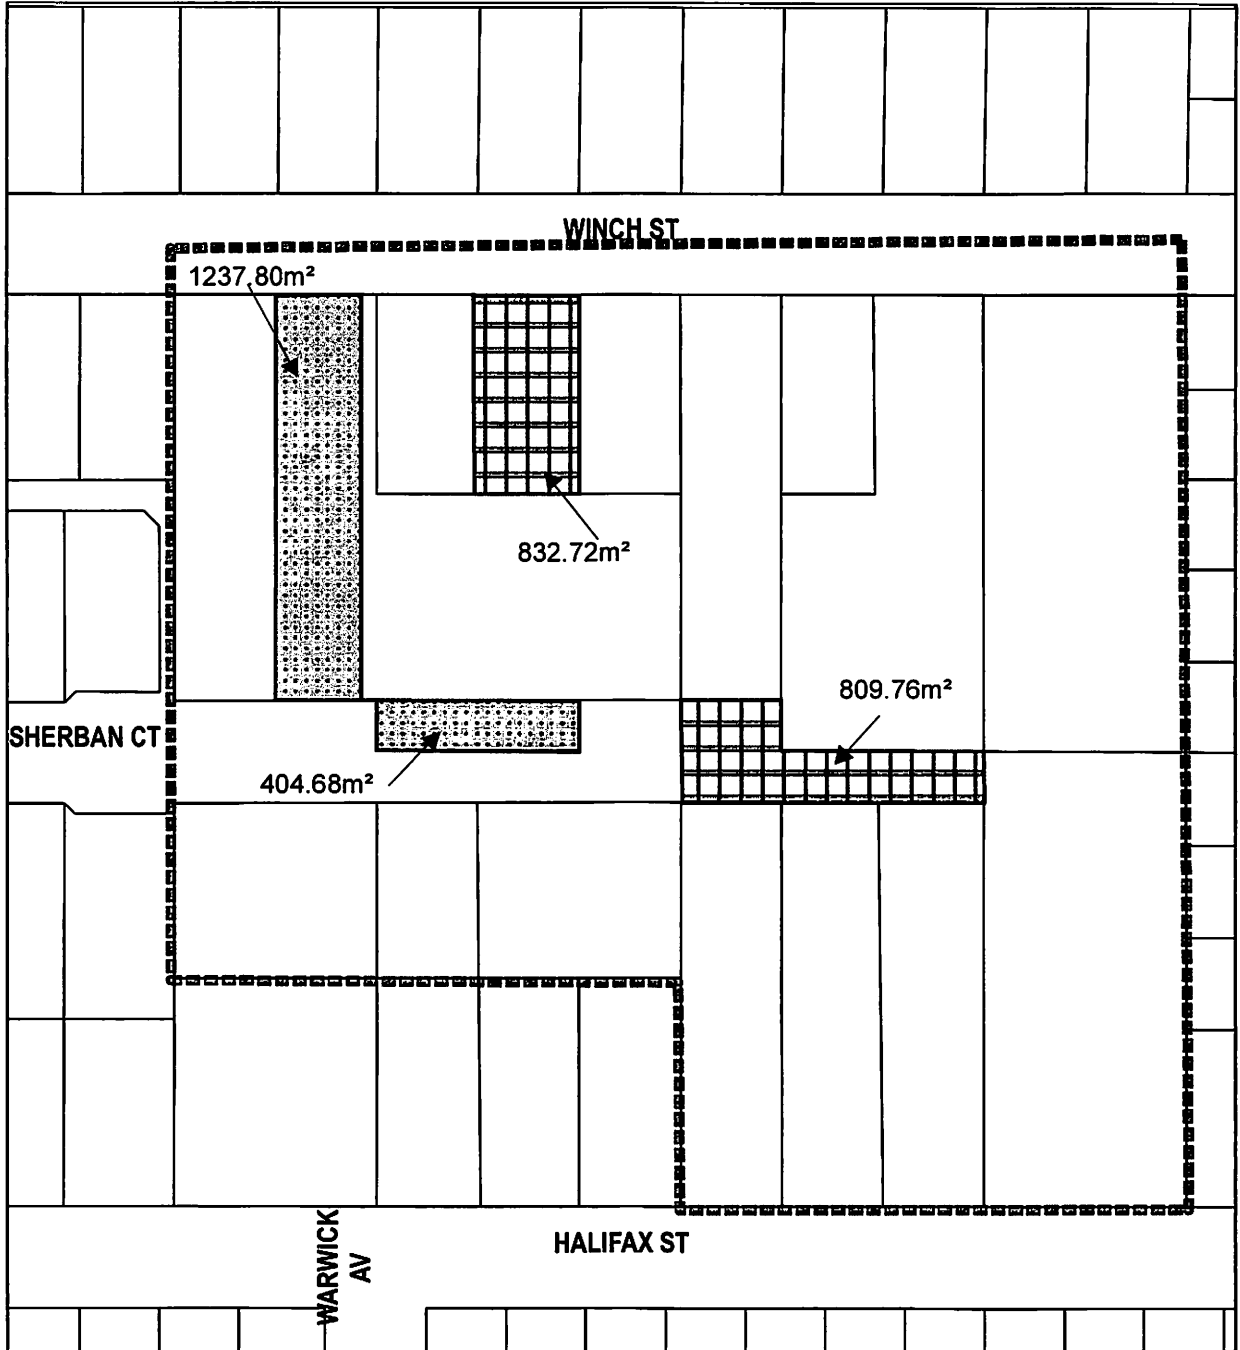 WINCH ST
1237.80m²
832.72m²
809.76m²
SHERBAN CT
404.68m²
WARWICK
AV
HALIFAX ST